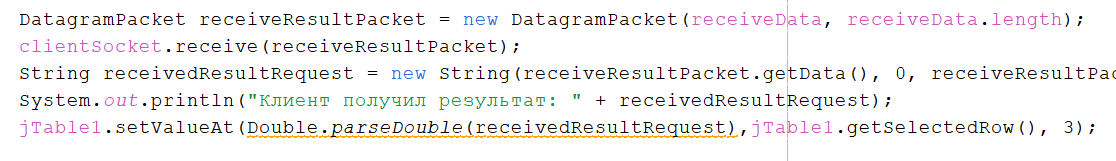 DatagramPacket receiveResultPacket = new DatagramPacket(receiveData, receiveData.length);
clientSocket.receive(receiveResultPacket);
String receivedResultRequest = new String(receiveResultPacket.getData(), 0, receiveResultPac
System.out.println("Клиент получил результат: " + receivedResultRequest);
jTable1.setValueAt(Double.parseDouble(receivedResultRequest),jTable1.getSelectedRow(), 3);